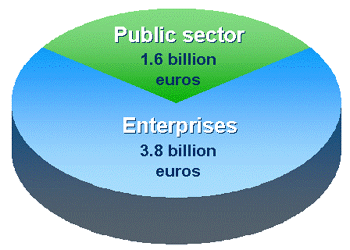 Public sector
1.6 billion
euros
Enterprises
3.8 billion
euros